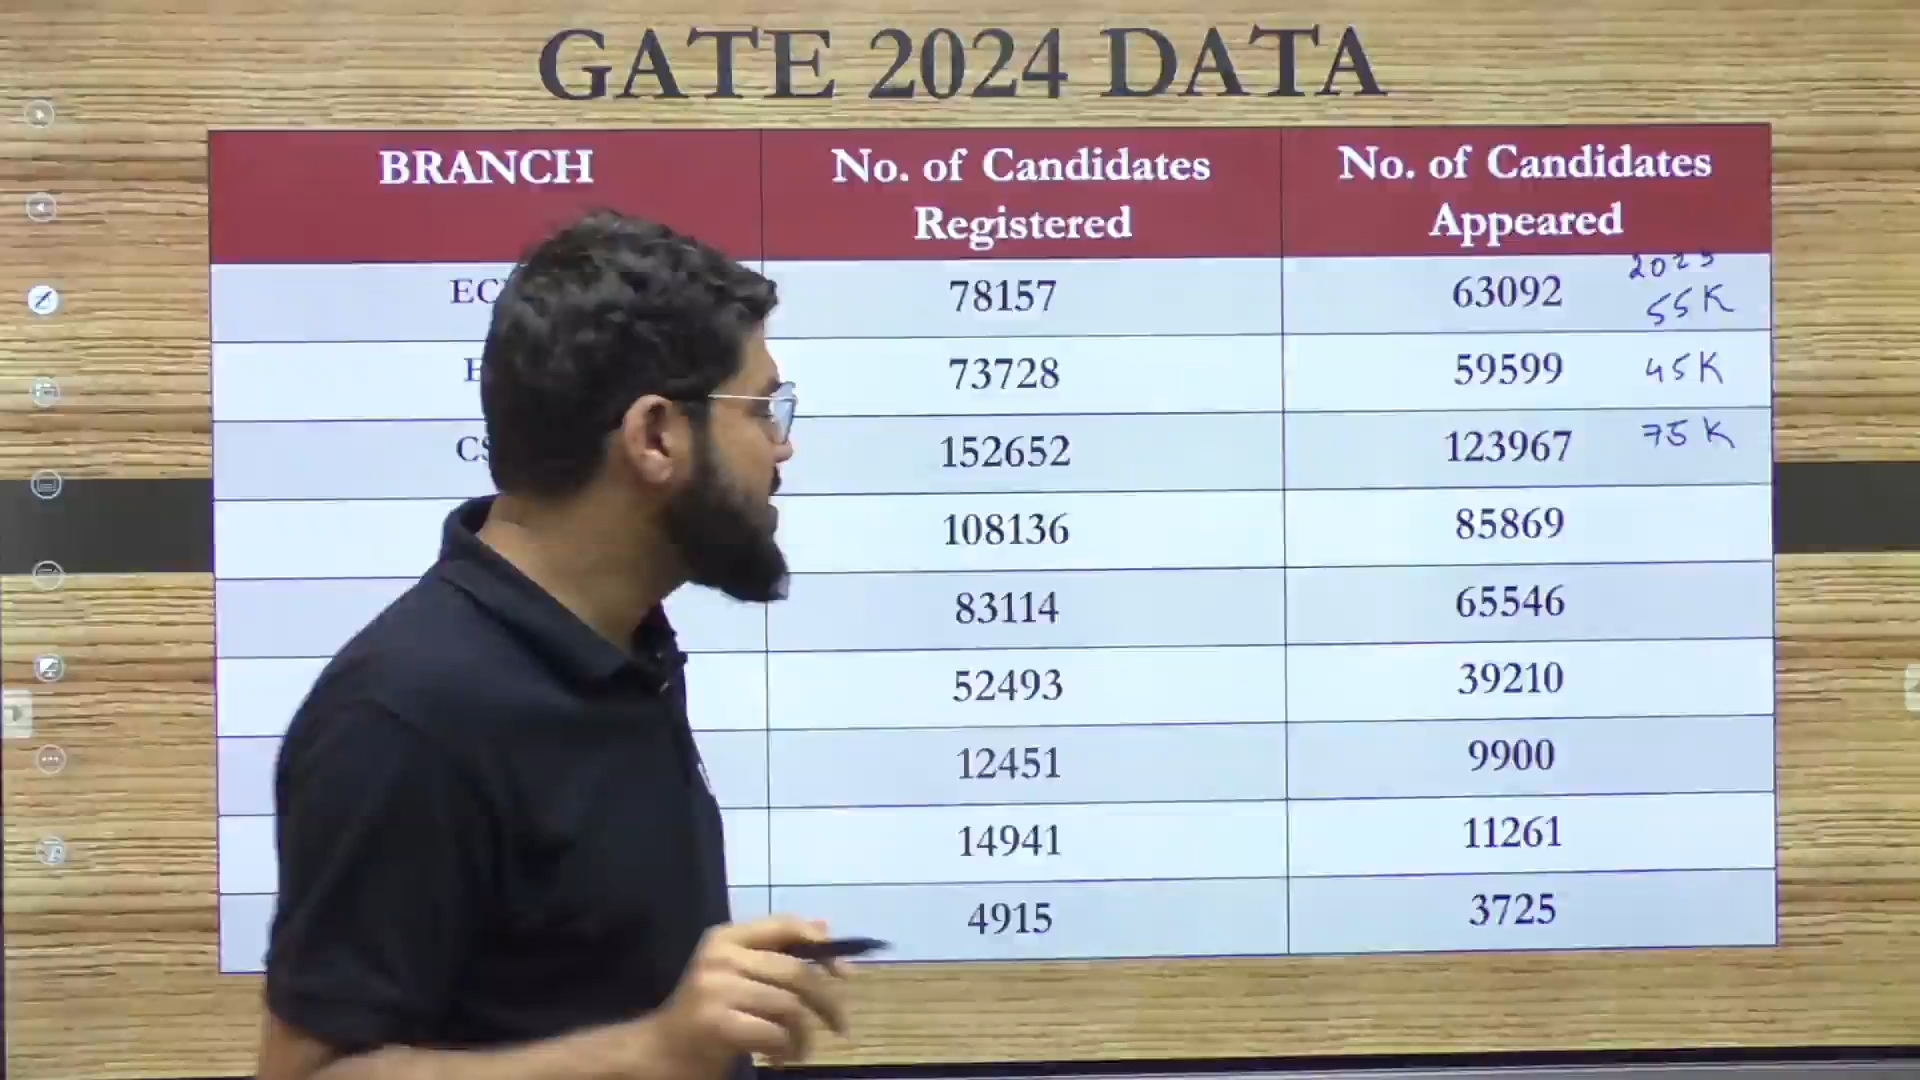 GATE 2024 DATA
BRANCH No. of Candidates Registered No. of Candidates Appeared
EC 78157 63092 2023 55K
73728 59599 45K
CS 152652 123967 75K
108136 85869
83114 65546
52493 39210
12451 9900
14941 11261
4915 3725